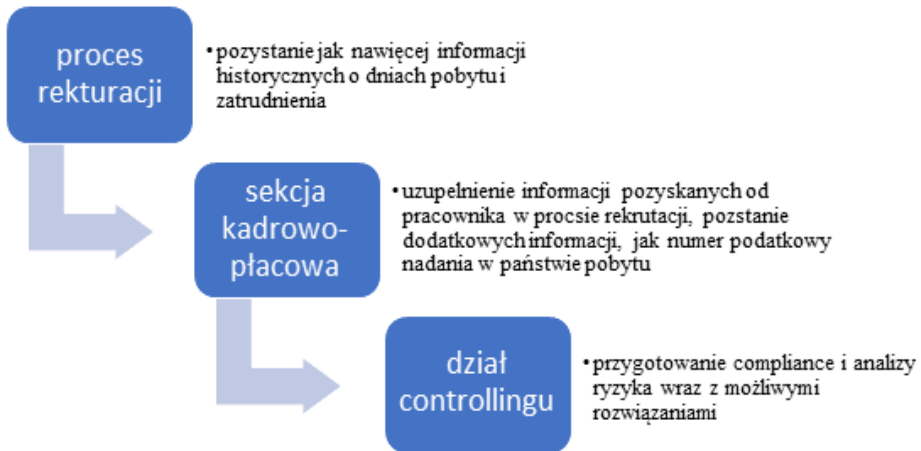 proces
rekturacji
•pozystanie jak nawięcej informacji
historycznych o dniach pobytu i
zatrudnienia
sekcja
kadrowo-
płacowa
•uzupelnienie informacji pozyskanych od
pracownika w procsie rekrutacji, pozstanie
dodatkowych informacji, jak numer podatkowy
nadania w państwie pobytu
dział
controllingu
•przygotowanie compliance i analizy
ryzyka wraz z możliwymi
rozwiązaniami